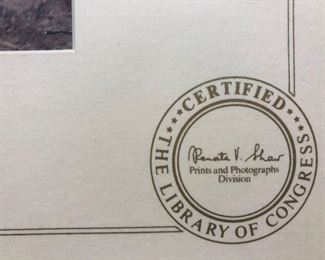 CERTIFIED
THE LIBRARY OF CONGRESS
Renata V. Shaw
Prints and Photographs
Division